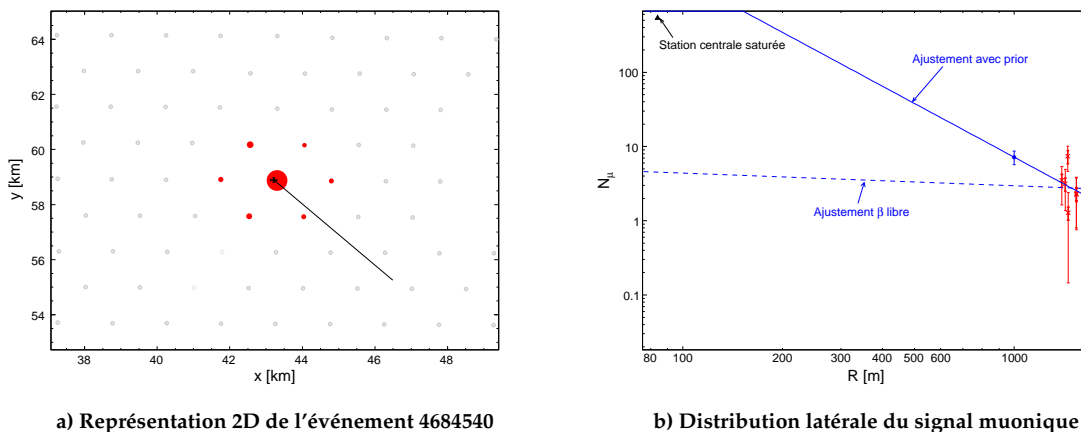 64
62
60
58
56
54
y [km]
38
40
42
44
46
48
x [km]
a) Représentation 2D de l'événement 4684540
Station centrale saturée
Ajustement avec prior
Ajustement β libre
100
10
1
0.1
N_μ
80
100
200
300
400
500
600
1000
R [m]
b) Distribution latérale du signal muonique